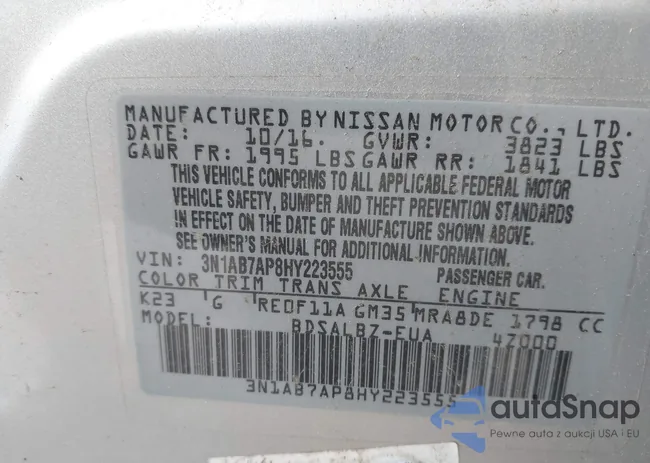 MANUFACTURED BY NISSAN MOTOR CO., LTD.
DATE: 10/16. GVWR: 3823 LBS
GAWR FR: 1995 LBS GAWR RR: 1841 LBS
THIS VEHICLE CONFORMS TO ALL APPLICABLE FEDERAL MOTOR
VEHICLE SAFETY, BUMPER AND THEFT PREVENTION STANDARDS
IN EFFECT ON THE DATE OF MANUFACTURE SHOWN ABOVE.
SEE OWNER'S MANUAL FOR ADDITIONAL INFORMATION.
VIN: 3N1AB7AP8HY223555 PASSENGER CAR.
COLOR TRIM TRANS AXLE ENGINE
K23 G RE0F11A GM35 MRA8DE 1798 CC
MODEL: BDSALBZ-EUA 4Z000
3N1AB7AP8HY223555
autoSnap
Pewne auto z aukcji USA i EU